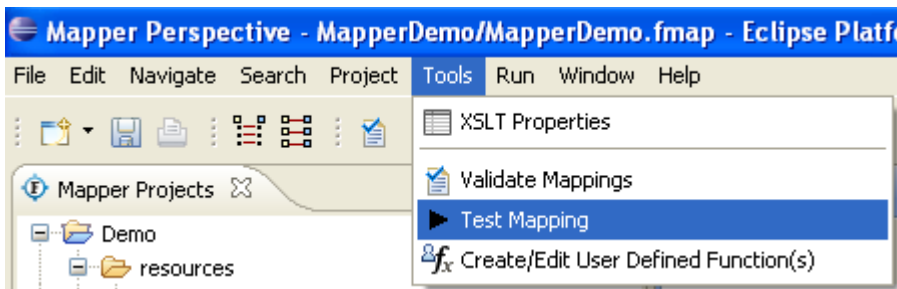 Mapper Perspective - MapperDemo/MapperDemo.fmap - Eclipse Platf
File Edit Navigate Search Project Tools Run Window Help
XSLT Properties
Validate Mappings
Test Mapping
Create/Edit User Defined Function(s)
Mapper Projects
Demo
resources